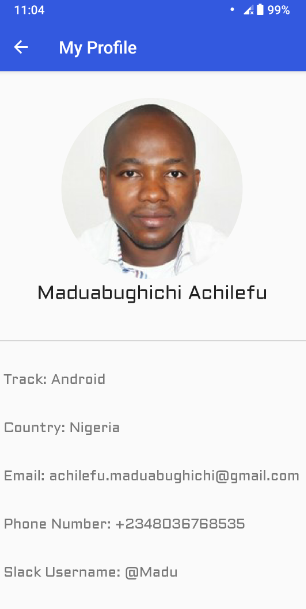 11:04
99%
My Profile
Maduabughichi Achilefu
Track: Android
Country: Nigeria
Email: achilefu.maduabughichi@gmail.com
Phone Number: +2348036768535
Slack Username: @Madu